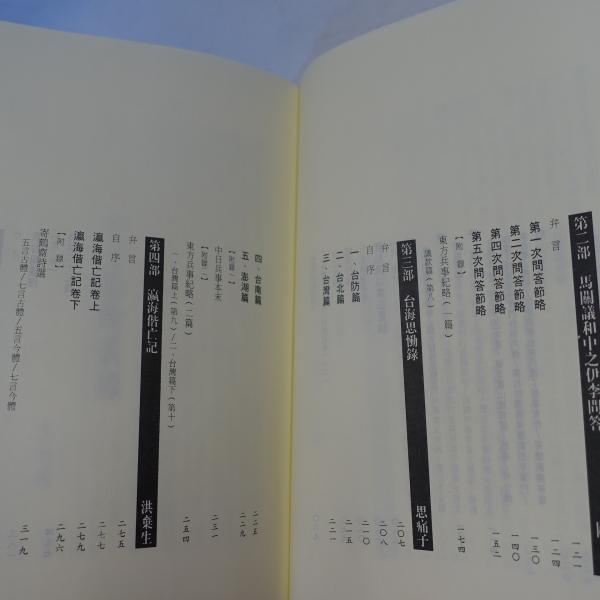 第二部 馬關議和中之伊李問答
弁言 一二四
第一次問答節略 一三〇
第二次問答節略 一四〇
第四次問答節略 一五二
第五次問答節略
【附錄】
東方兵事紀略(一篇) 一七四
議款篇(第八)
第三部 台海思慟錄 思痛子 二〇七
弁言 二〇八
自序 二一〇
一、台防篇 二一五
二、台北篇 二二一
三、台灣篇
四、台南篇 二二五
五、澎湖篇 二二九
【附錄一】
中日兵事本末 二三一
【附錄二】
東方兵事紀略(二篇) 二五四
一、台灣篇上(第九)/二、台灣篇下(第十)
第四部 瀛海偕亡記 洪棄生 二七五
弁言 二七七
自序
瀛海偕亡記卷上 二七九
瀛海偕亡記卷下 二九六
【附錄】
寄鶴齋詩選 三一九
五言古體/七言古體/五言今體/七言今體